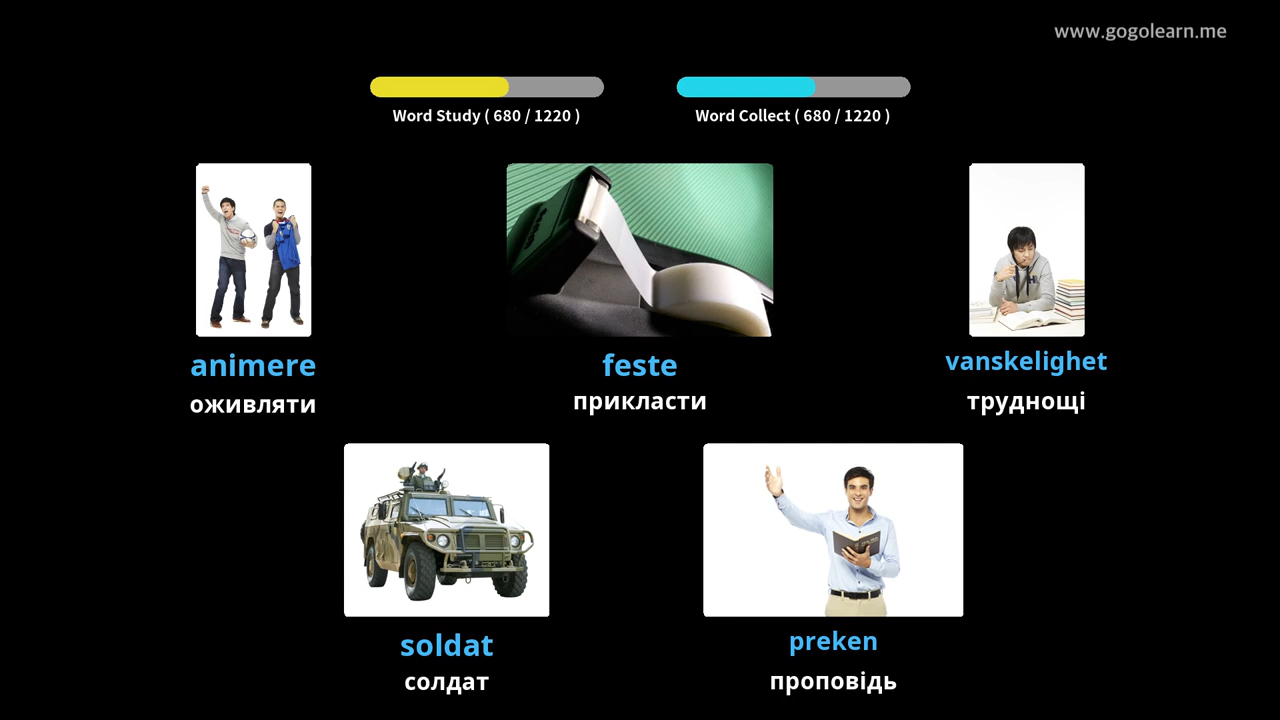 www.gogolearn.me
Word Study ( 680 / 1220 )
Word Collect ( 680 / 1220 )
animere
оживляти
feste
прикласти
vanskelighet
труднощі
soldat
солдат
preken
проповідь